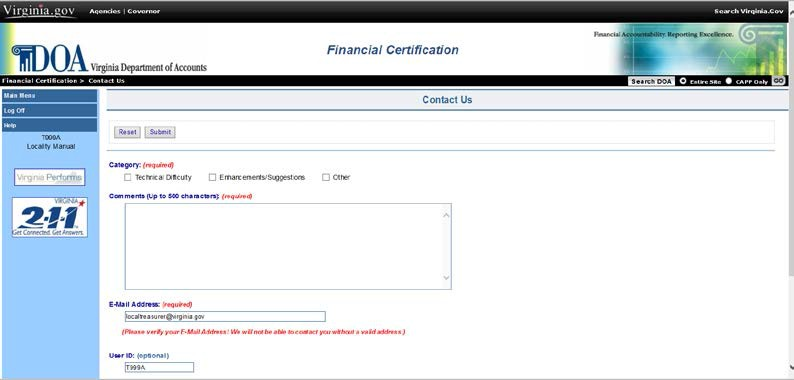 Virginia.gov Agencies | Governor Search Virginia.Gov
Financial Accountability. Reporting Excellence.
DOA Virginia Department of Accounts
Financial Certification
Financial Certification > Contact Us
Search DOA Entire Site CAPP Only GO
Main Menu
Log Off
Help
T999A
Locality Manual
Virginia Performs
VIRGINIA
2-1-1
Get Connected. Get Answers.
Contact Us
Reset Submit
Category: (required)
Technical Difficulty Enhancements/Suggestions Other
Comments (Up to 500 characters): (required)
E-Mail Address: (required)
localtreasurer@virginia.gov
(Please verify your E-Mail Address! We will not be able to contact you without a valid address.)
User ID: (optional)
T999A